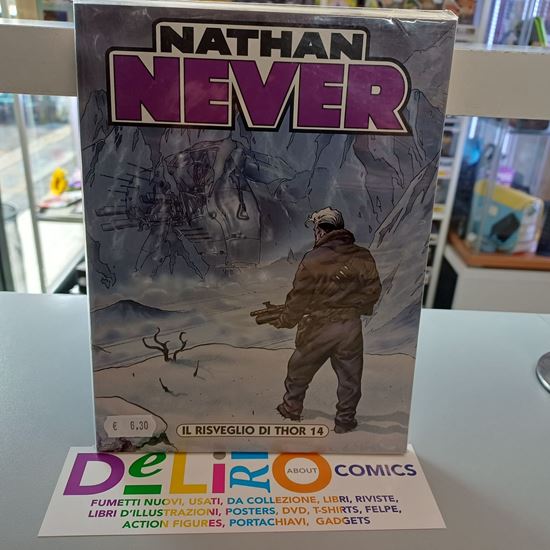 NATHAN
NEVER
IL RISVEGLIO DI THOR 14
€ 6.30
DeLiRiO ABOUT COMICS
FUMETTI NUOVI, USATI, DA COLLEZIONE, LIBRI, RIVISTE,
LIBRI D'ILLUSTRAZIONI, POSTERS, DVD, T-SHIRTS, FELPE,
ACTION FIGURES, PORTACHIAVI, GADGETS